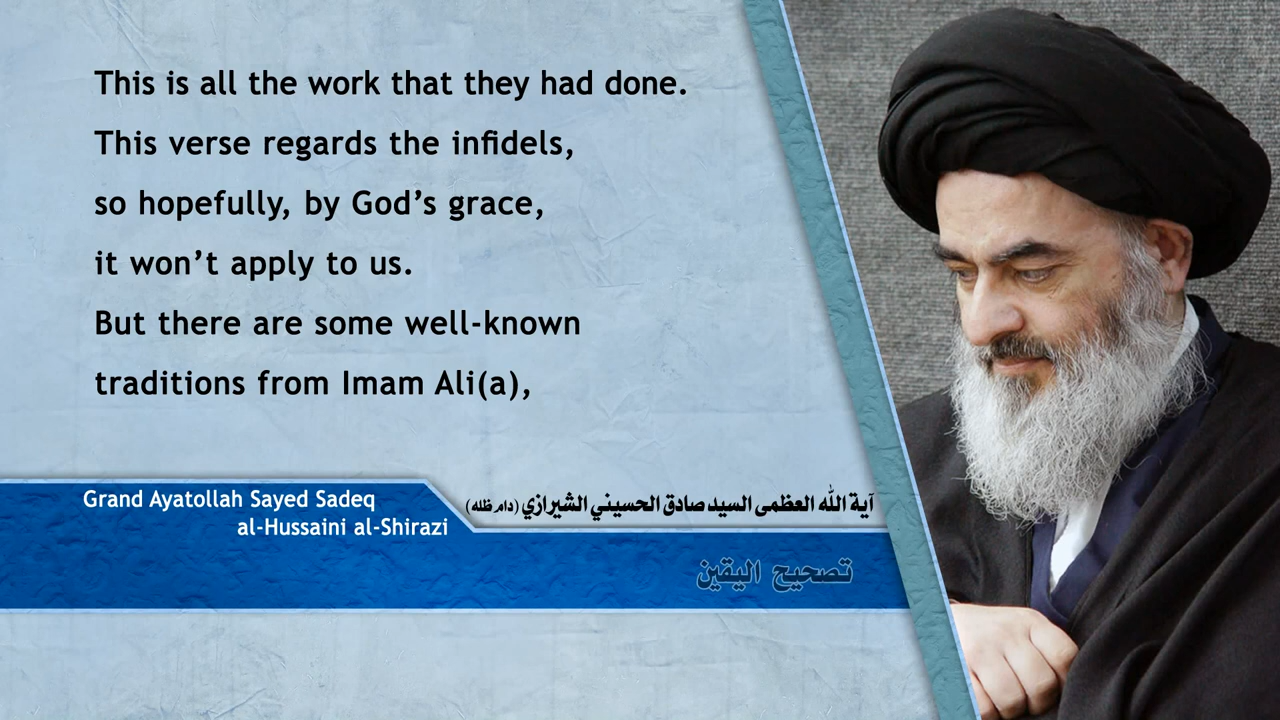 This is all the work that they had done.
This verse regards the infidels,
so hopefully, by God’s grace,
it won’t apply to us.
But there are some well-known
traditions from Imam Ali(a),
Grand Ayatollah Sayed Sadeq
al-Hussaini al-Shirazi
آية الله العظمى السيد صادق الحسيني الشيرازي (دام ظله)
تصحيح اليقين